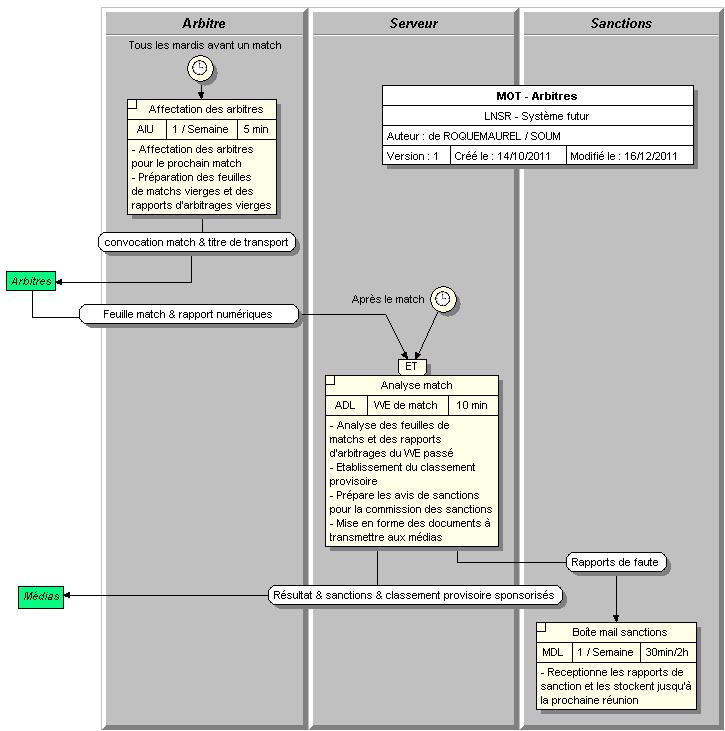 Arbitre
Serveur
Sanctions
Tous les mardis avant un match
Affectation des arbitres
AIU
1 / Semaine
5 min
- Affectation des arbitres
pour le prochain match
- Préparation des feuilles
de matchs vierges et des
rapports d'arbitrages vierges
MOT - Arbitres
LNSR - Système futur
Auteur : de ROQUEMAUREL / SOUM
Version : 1
Créé le : 14/10/2011
Modifié le : 16/12/2011
convocation match & titre de transport
Arbitres
Feuille match & rapport numériques
Après le match
ET
Analyse match
ADL
WE de match
10 min
- Analyse des feuilles de
matchs et des rapports
d'arbitrages du WE passé
- Etablissement du classement
provisoire
- Prépare les avis de sanctions
pour la commission des sanctions
- Mise en forme des documents à
transmettre aux médias
Rapports de faute
Médias
Résultat & sanctions & classement provisoire sponsorisés
Boîte mail sanctions
MDL
1 / Semaine
30min/2h
- Receptionne les rapports de
sanction et les stockent jusqu'à
la prochaine réunion